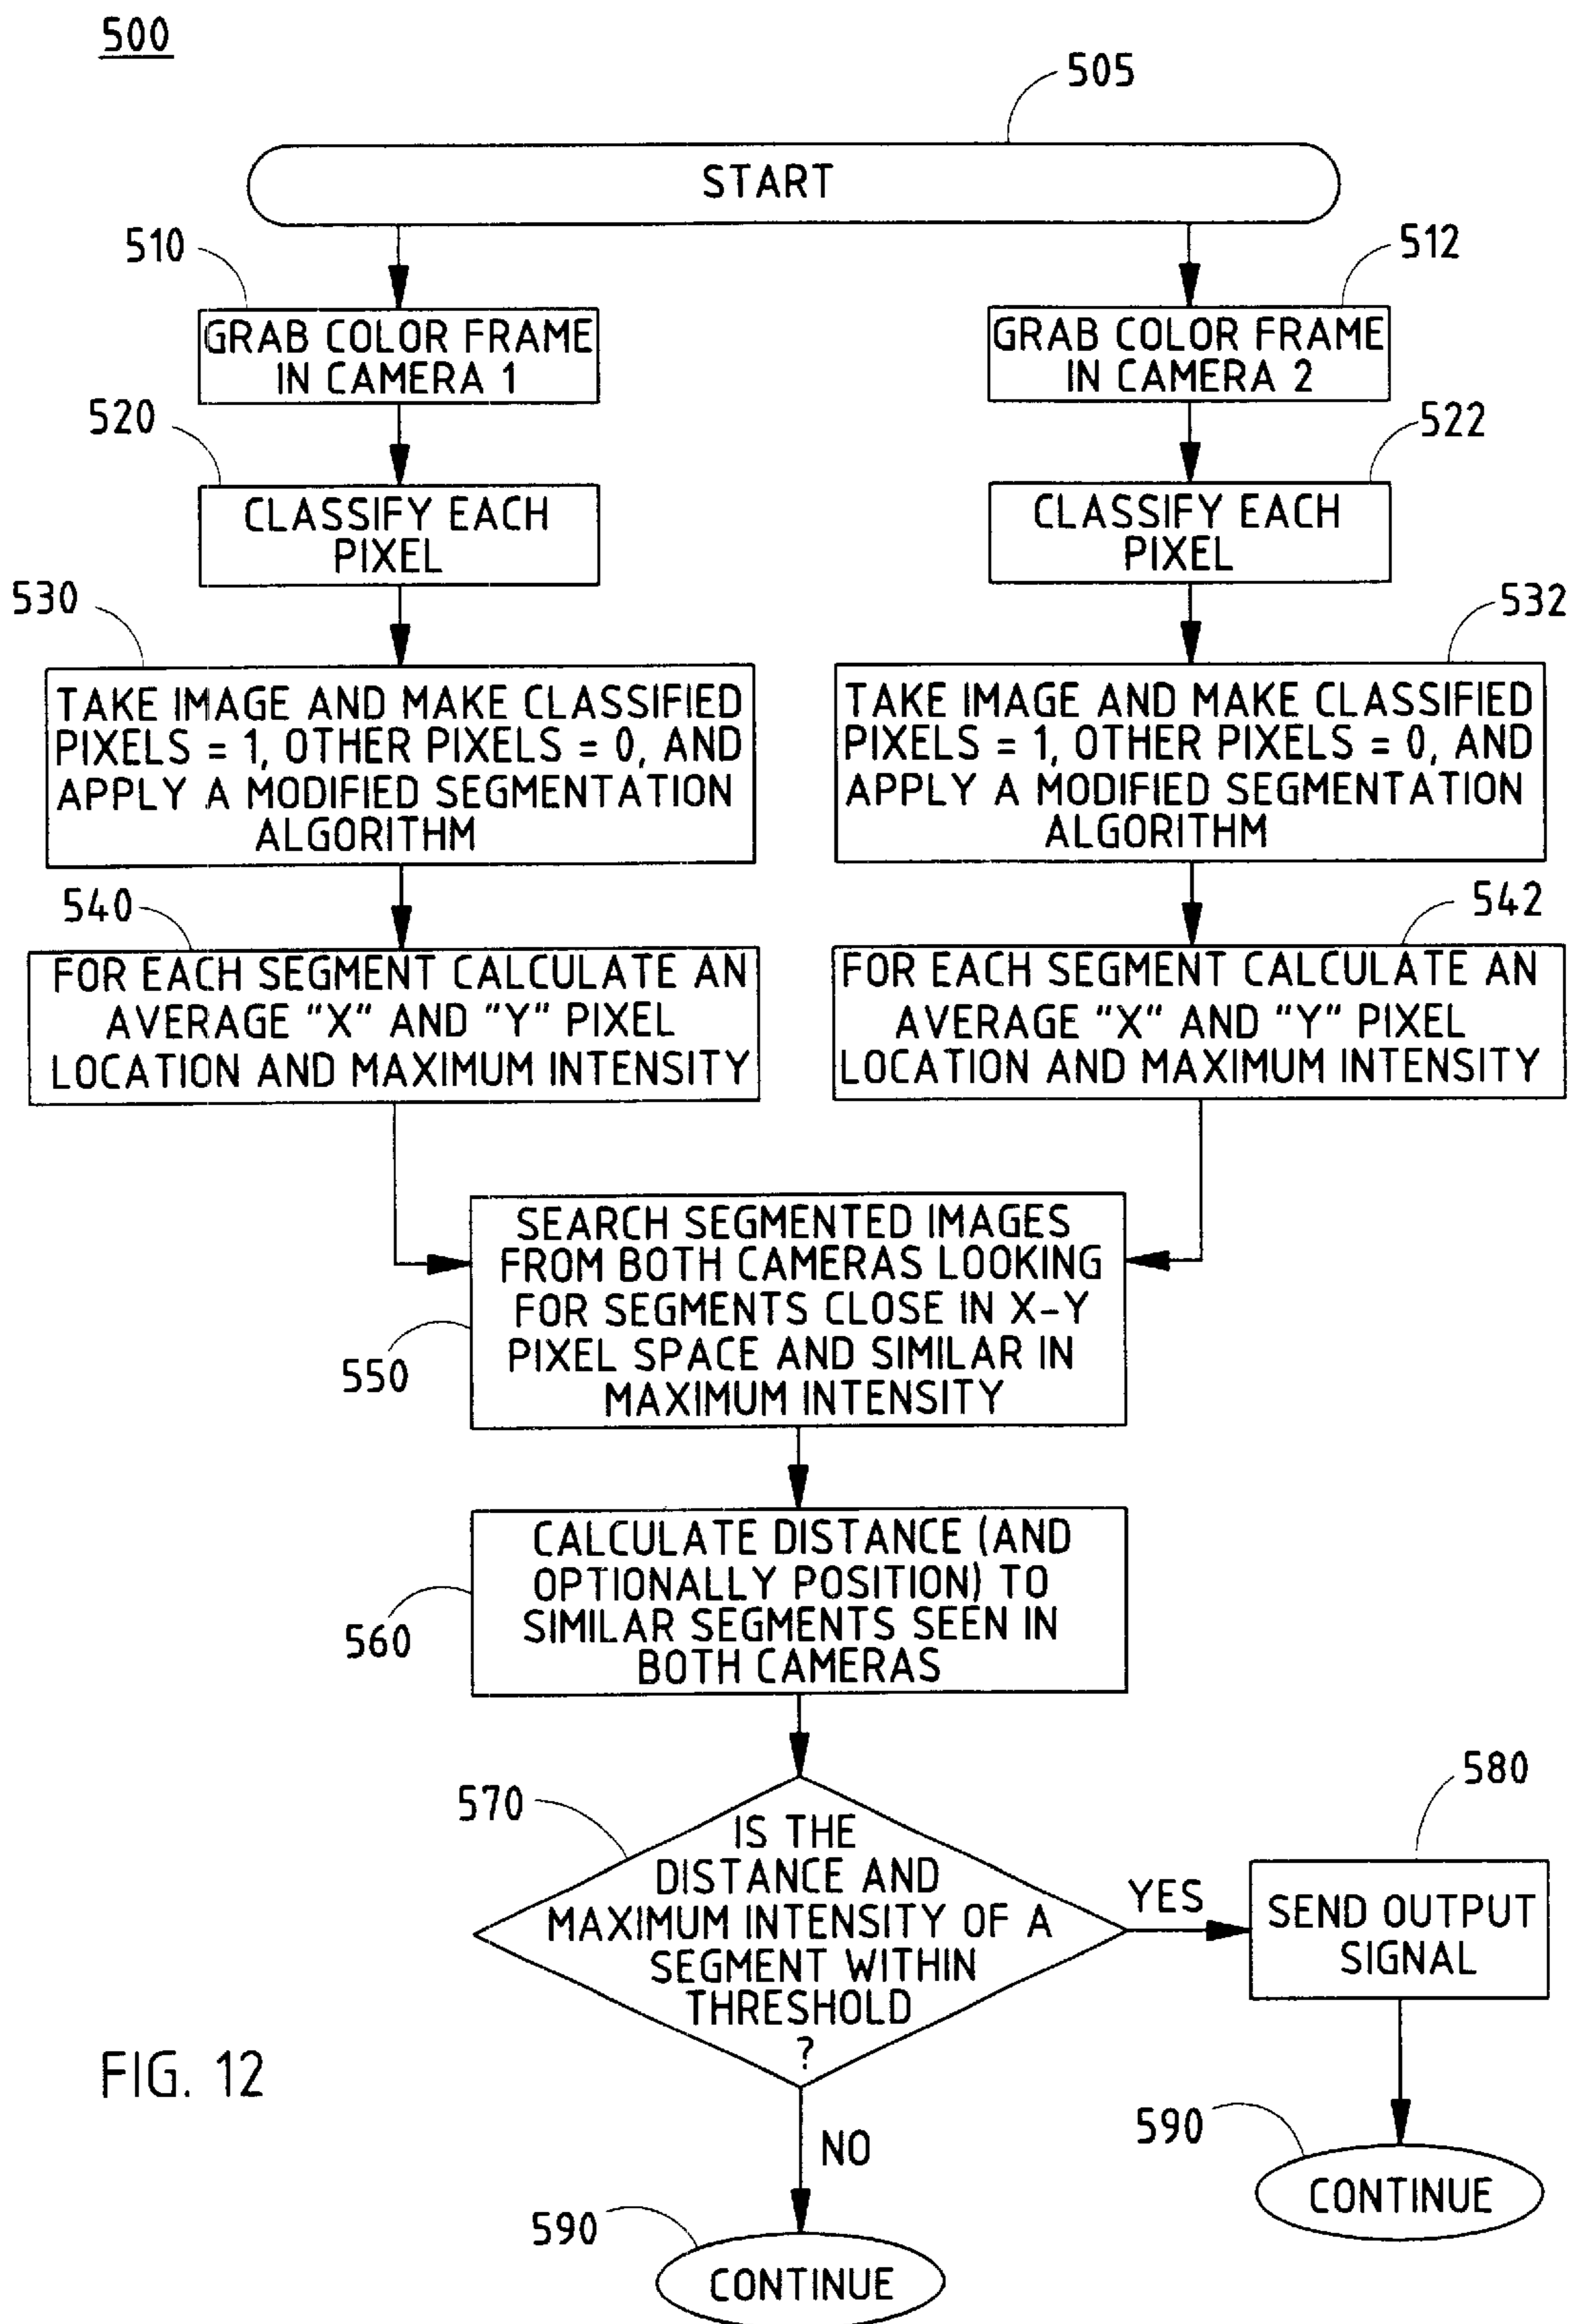 500
505
START
510
512
GRAB COLOR FRAME
IN CAMERA 1
GRAB COLOR FRAME
IN CAMERA 2
520
522
CLASSIFY EACH
PIXEL
CLASSIFY EACH
PIXEL
530
532
TAKE IMAGE AND MAKE CLASSIFIED
PIXELS = 1, OTHER PIXELS = 0, AND
APPLY A MODIFIED SEGMENTATION
ALGORITHM
TAKE IMAGE AND MAKE CLASSIFIED
PIXELS = 1, OTHER PIXELS = 0, AND
APPLY A MODIFIED SEGMENTATION
ALGORITHM
540
542
FOR EACH SEGMENT CALCULATE AN
AVERAGE "X" AND "Y" PIXEL
LOCATION AND MAXIMUM INTENSITY
FOR EACH SEGMENT CALCULATE AN
AVERAGE "X" AND "Y" PIXEL
LOCATION AND MAXIMUM INTENSITY
SEARCH SEGMENTED IMAGES
FROM BOTH CAMERAS LOOKING
FOR SEGMENTS CLOSE IN X-Y
PIXEL SPACE AND SIMILAR IN
MAXIMUM INTENSITY
550
CALCULATE DISTANCE (AND
OPTIONALLY POSITION) TO
SIMILAR SEGMENTS SEEN IN
BOTH CAMERAS
560
570
IS THE
DISTANCE AND
MAXIMUM INTENSITY OF A
SEGMENT WITHIN
THRESHOLD
?
YES
580
SEND OUTPUT
SIGNAL
NO
590
CONTINUE
590
CONTINUE
FIG. 12